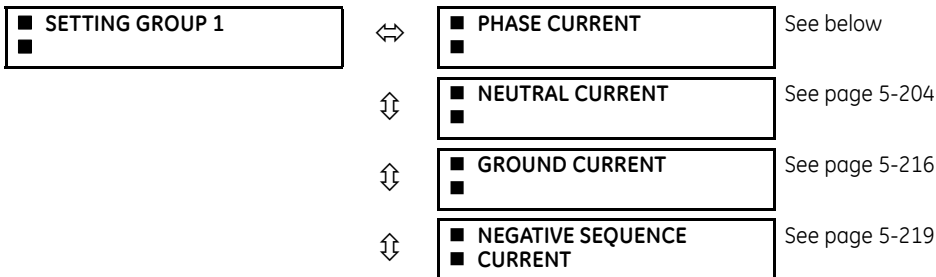 ■ SETTING GROUP 1
■
■ PHASE CURRENT
■
See below
■ NEUTRAL CURRENT
■
See page 5-204
■ GROUND CURRENT
■
See page 5-216
■ NEGATIVE SEQUENCE
■ CURRENT
See page 5-219